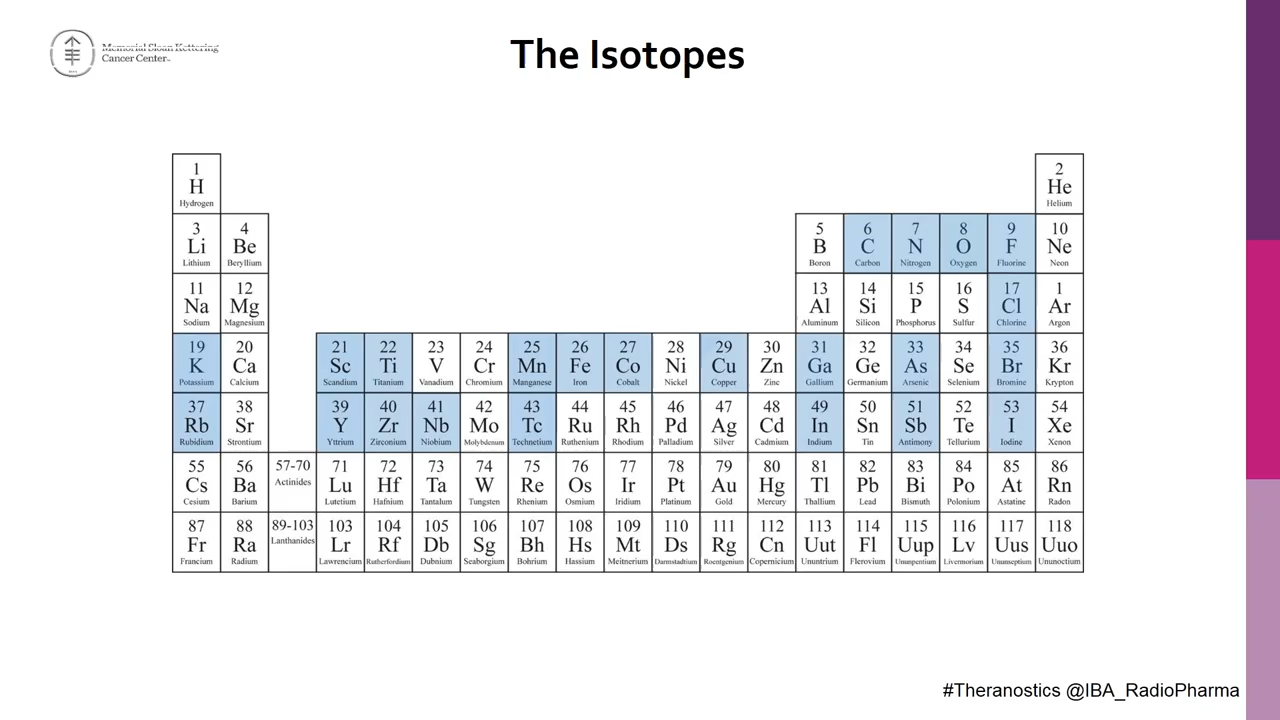 Memorial Sloan Kettering
Cancer Center™
The Isotopes
1 2
H He
Hydrogen Helium
3 4 5 6 7 8 9 10
Li Be B C N O F Ne
Lithium Beryllium Boron Carbon Nitrogen Oxygen Fluorine Neon
11 12 13 14 15 16 17 1
Na Mg Al Si P S Cl Ar
Sodium Magnesium Aluminum Silicon Phosphorus Sulfur Chlorine Argon
19 20 21 22 23 24 25 26 27 28 29 30 31 32 33 34 35 36
K Ca Sc Ti V Cr Mn Fe Co Ni Cu Zn Ga Ge As Se Br Kr
Potassium Calcium Scandium Titanium Vanadium Chromium Manganese Iron Cobalt Nickel Copper Zinc Gallium Germanium Arsenic Selenium Bromine Krypton
37 38 39 40 41 42 43 44 45 46 47 48 49 50 51 52 53 54
Rb Sr Y Zr Nb Mo Tc Ru Rh Pd Ag Cd In Sn Sb Te I Xe
Rubidium Strontium Yttrium Zirconium Niobium Molybdenum Technetium Ruthenium Rhodium Palladium Silver Cadmium Indium Tin Antimony Tellurium Iodine Xenon
55 56 57-70 71 72 73 74 75 76 77 78 79 80 81 82 83 84 85 86
Cs Ba Actinides Lu Hf Ta W Re Os Ir Pt Au Hg Tl Pb Bi Po At Rn
Cesium Barium Lutetium Hafnium Tantalum Tungsten Rhenium Osmium Iridium Platinum Gold Mercury Thallium Lead Bismuth Polonium Astatine Radon
87 88 89-103 103 104 105 106 107 108 109 110 111 112 113 114 115 116 117 118
Fr Ra Lanthanides Lr Rf Db Sg Bh Hs Mt Ds Rg Cn Uut Fl Uup Lv Uus Uuo
Francium Radium Lawrencium Rutherfordium Dubnium Seaborgium Bohrium Hassium Meitnerium Darmstadtium Roentgenium Copernicium Ununtrium Flerovium Ununpentium Livermorium Ununseptium Ununoctium
#Theranostics @IBA_RadioPharma